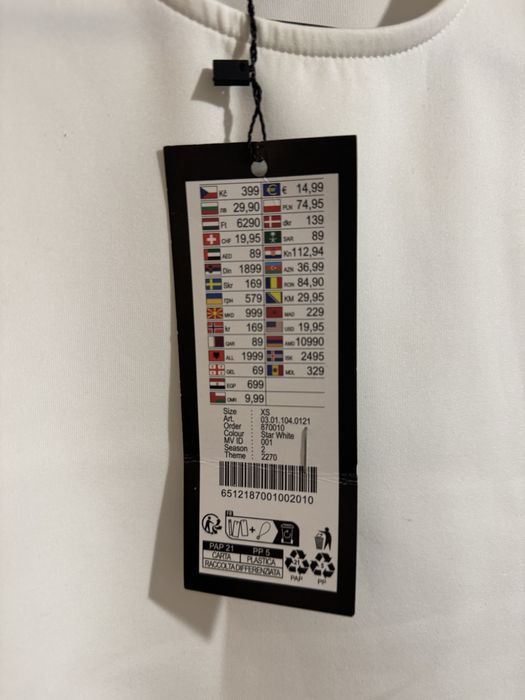 Kč 399 € 14,99
лв 29,90 PLN 74,95
Ft 6290 dkr 139
CHF 19,95 SAR 89
AED 89 Kn 112,94
Din 1899 AZN 36,99
Skr 169 RON 84,90
грн 579 KM 29,95
MKD 999 MAD 229
kr 169 USD 19,95
QAR 89 AMD 10990
ALL 1999 ISK 2495
GEL 69 MDL 329
EGP 699
OMR 9,99
Size : XS
Art. : 03.01.104.0121
Order : 870010
Colour : Star White
MV ID : 001
Season : 2
Theme : 2270
6512187001002010
FR
+
PAP 21 PP 5
CARTA PLASTICA
RACCOLTA DIFFERENZIATA
21 5
PAP PP